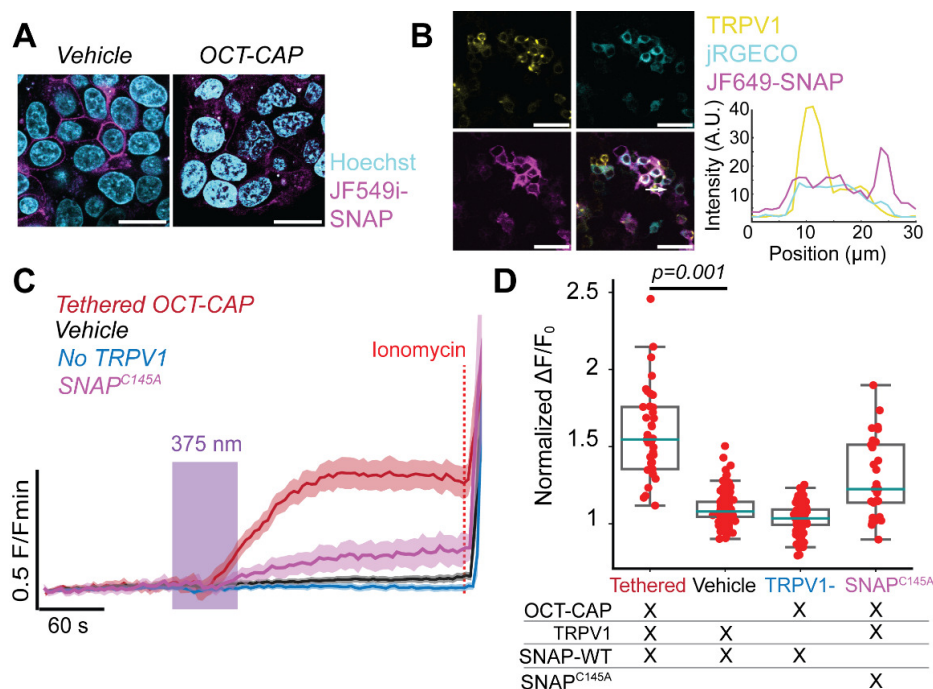 A
Vehicle
OCT-CAP
Hoechst
JF549i-
SNAP
B
TRPV1
jRGECO
JF649-SNAP
Intensity (A.U.)
40
30
20
10
0
10
20
30
Position (µm)
C
Tethered OCT-CAP
Vehicle
No TRPV1
SNAP^C145A
Ionomycin
375 nm
0.5 F/Fmin
60 s
D
p=0.001
Normalized ΔF/F₀
2.5
2
1.5
1
Tethered Vehicle TRPV1- SNAP^C145A
OCT-CAP X X X
TRPV1 X X X
SNAP-WT X X X
SNAP^C145A X